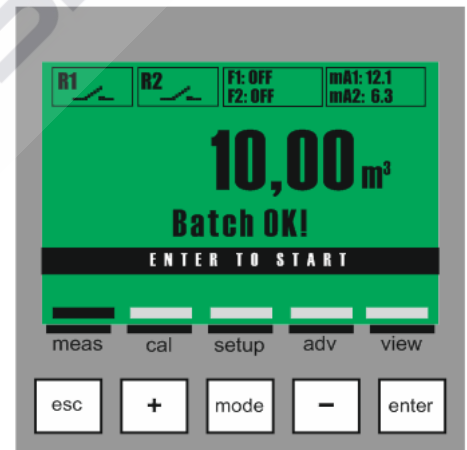 R1 R2 F1: OFF mA1: 12.1
F2: OFF mA2: 6.3
10,00 m³
Batch OK!
ENTER TO START
meas cal setup adv view
esc + mode - enter